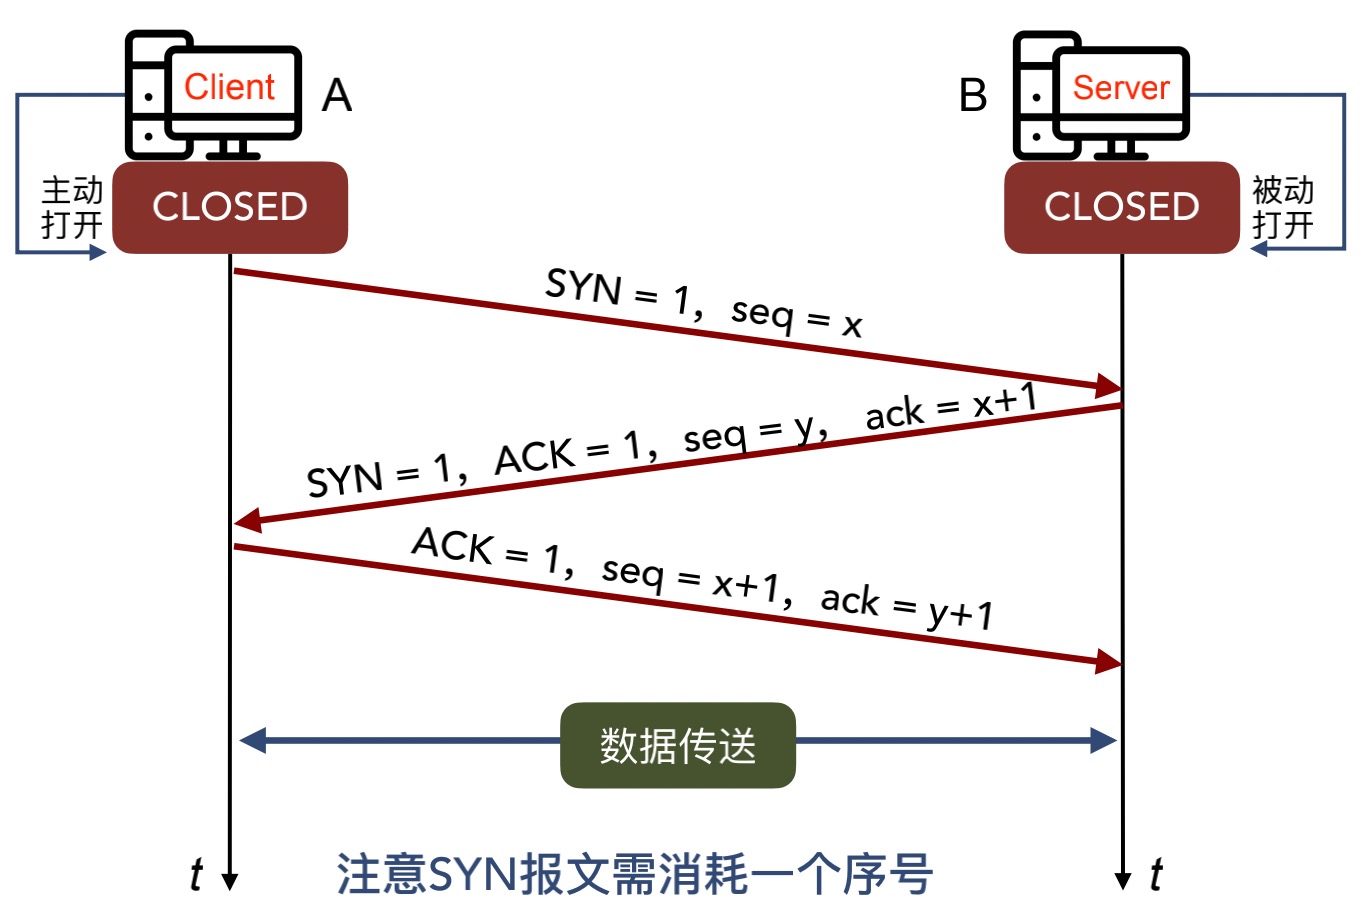 Client
A
B
Server
主动
打开
CLOSED
CLOSED
被动
打开
SYN = 1，seq = x
SYN = 1，ACK = 1，seq = y， ack = x+1
ACK = 1，seq = x+1，ack = y+1
数据传送
t
注意SYN报文需消耗一个序号
t